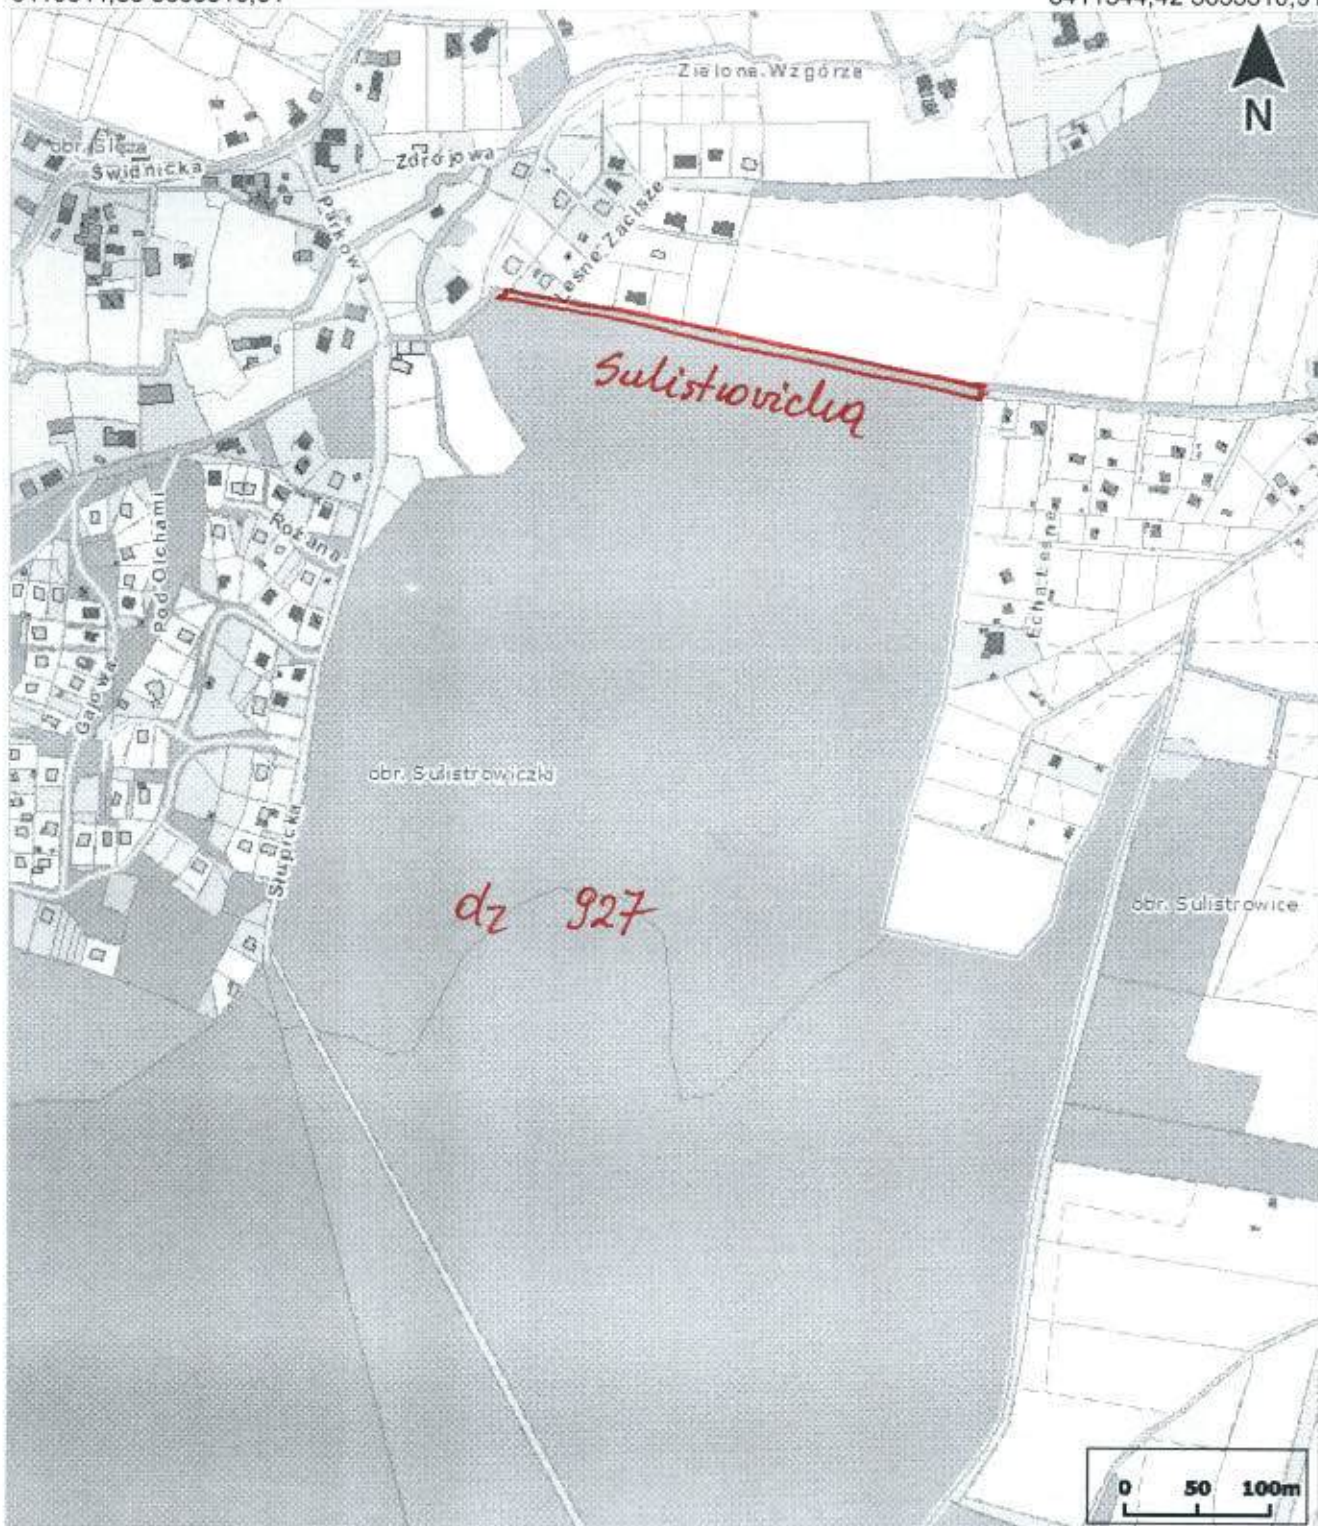 Zielone Wzgórze
N
obr. Ślęża
Świdnicka
Zdrojowa
Parkowa
Leśne Zacisze
Sulistrovicką
Różana
Pod Olchami
Echa Leśne
Gajowa
obr. Sulistrowiczki
Słupicka
dz 927
obr. Sulistrowice
0 50 100m